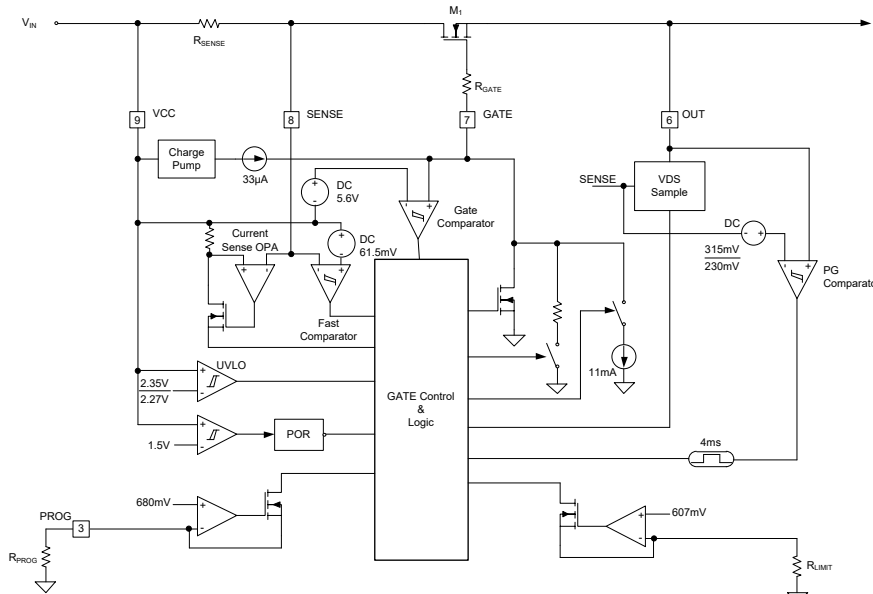 M1
VIN
RSENSE
RGATE
VCC
SENSE
GATE
OUT
9
8
7
6
Charge
Pump
33µA
DC
5.6V
SENSE
VDS
Sample
Gate
Comparator
Current
Sense OPA
DC
61.5mV
DC
315mV
230mV
PG
Comparato
Fast
Comparator
UVLO
2.35V
2.27V
11mA
GATE Control
&
Logic
1.5V
POR
4ms
680mV
607mV
PROG
3
RPROG
RLIMIT
+
-